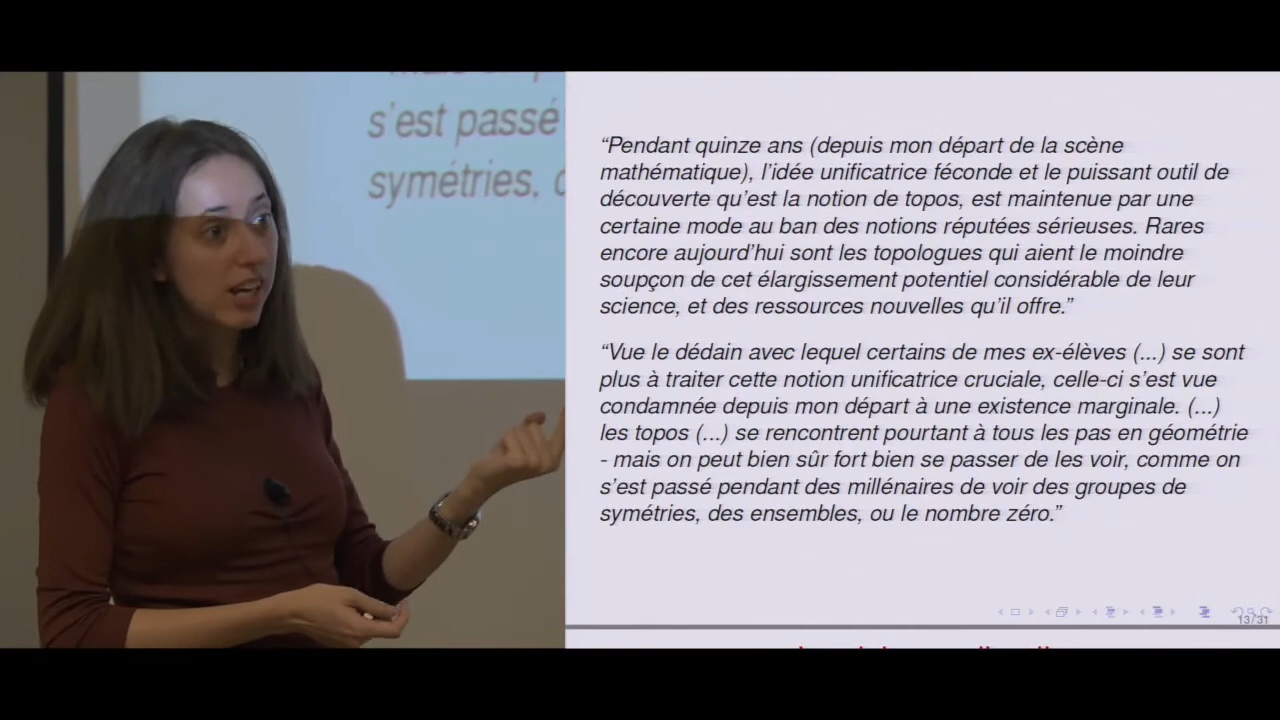 s'est passé
symétries,
“Pendant quinze ans (depuis mon départ de la scène
mathématique), l'idée unificatrice féconde et le puissant outil de
découverte qu'est la notion de topos, est maintenue par une
certaine mode au ban des notions réputées sérieuses. Rares
encore aujourd'hui sont les topologues qui aient le moindre
soupçon de cet élargissement potentiel considérable de leur
science, et des ressources nouvelles qu'il offre.”
“Vue le dédain avec lequel certains de mes ex-élèves (...) se sont
plus à traiter cette notion unificatrice cruciale, celle-ci s'est vue
condamnée depuis mon départ à une existence marginale. (...)
les topos (...) se rencontrent pourtant à tous les pas en géométrie
- mais on peut bien sûr fort bien se passer de les voir, comme on
s'est passé pendant des millénaires de voir des groupes de
symétries, des ensembles, ou le nombre zéro.”
13/31